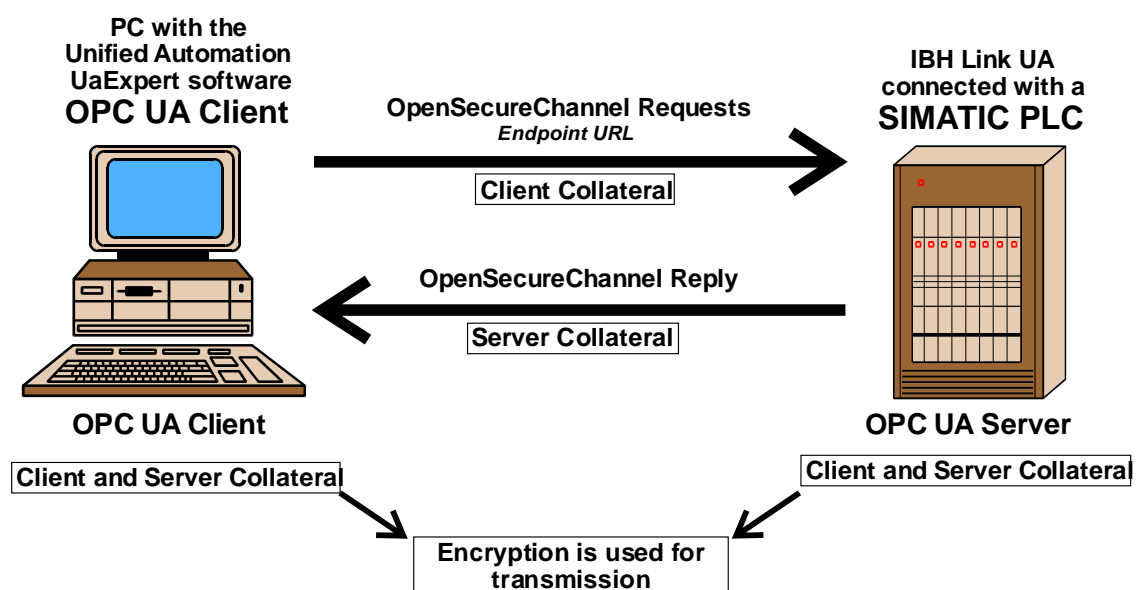 PC with the
Unified Automation
UaExpert software
OPC UA Client
IBH Link UA
connected with a
SIMATIC PLC
OpenSecureChannel Requests
Endpoint URL
Client Collateral
OpenSecureChannel Reply
Server Collateral
OPC UA Client
OPC UA Server
Client and Server Collateral
Client and Server Collateral
Encryption is used for
transmission